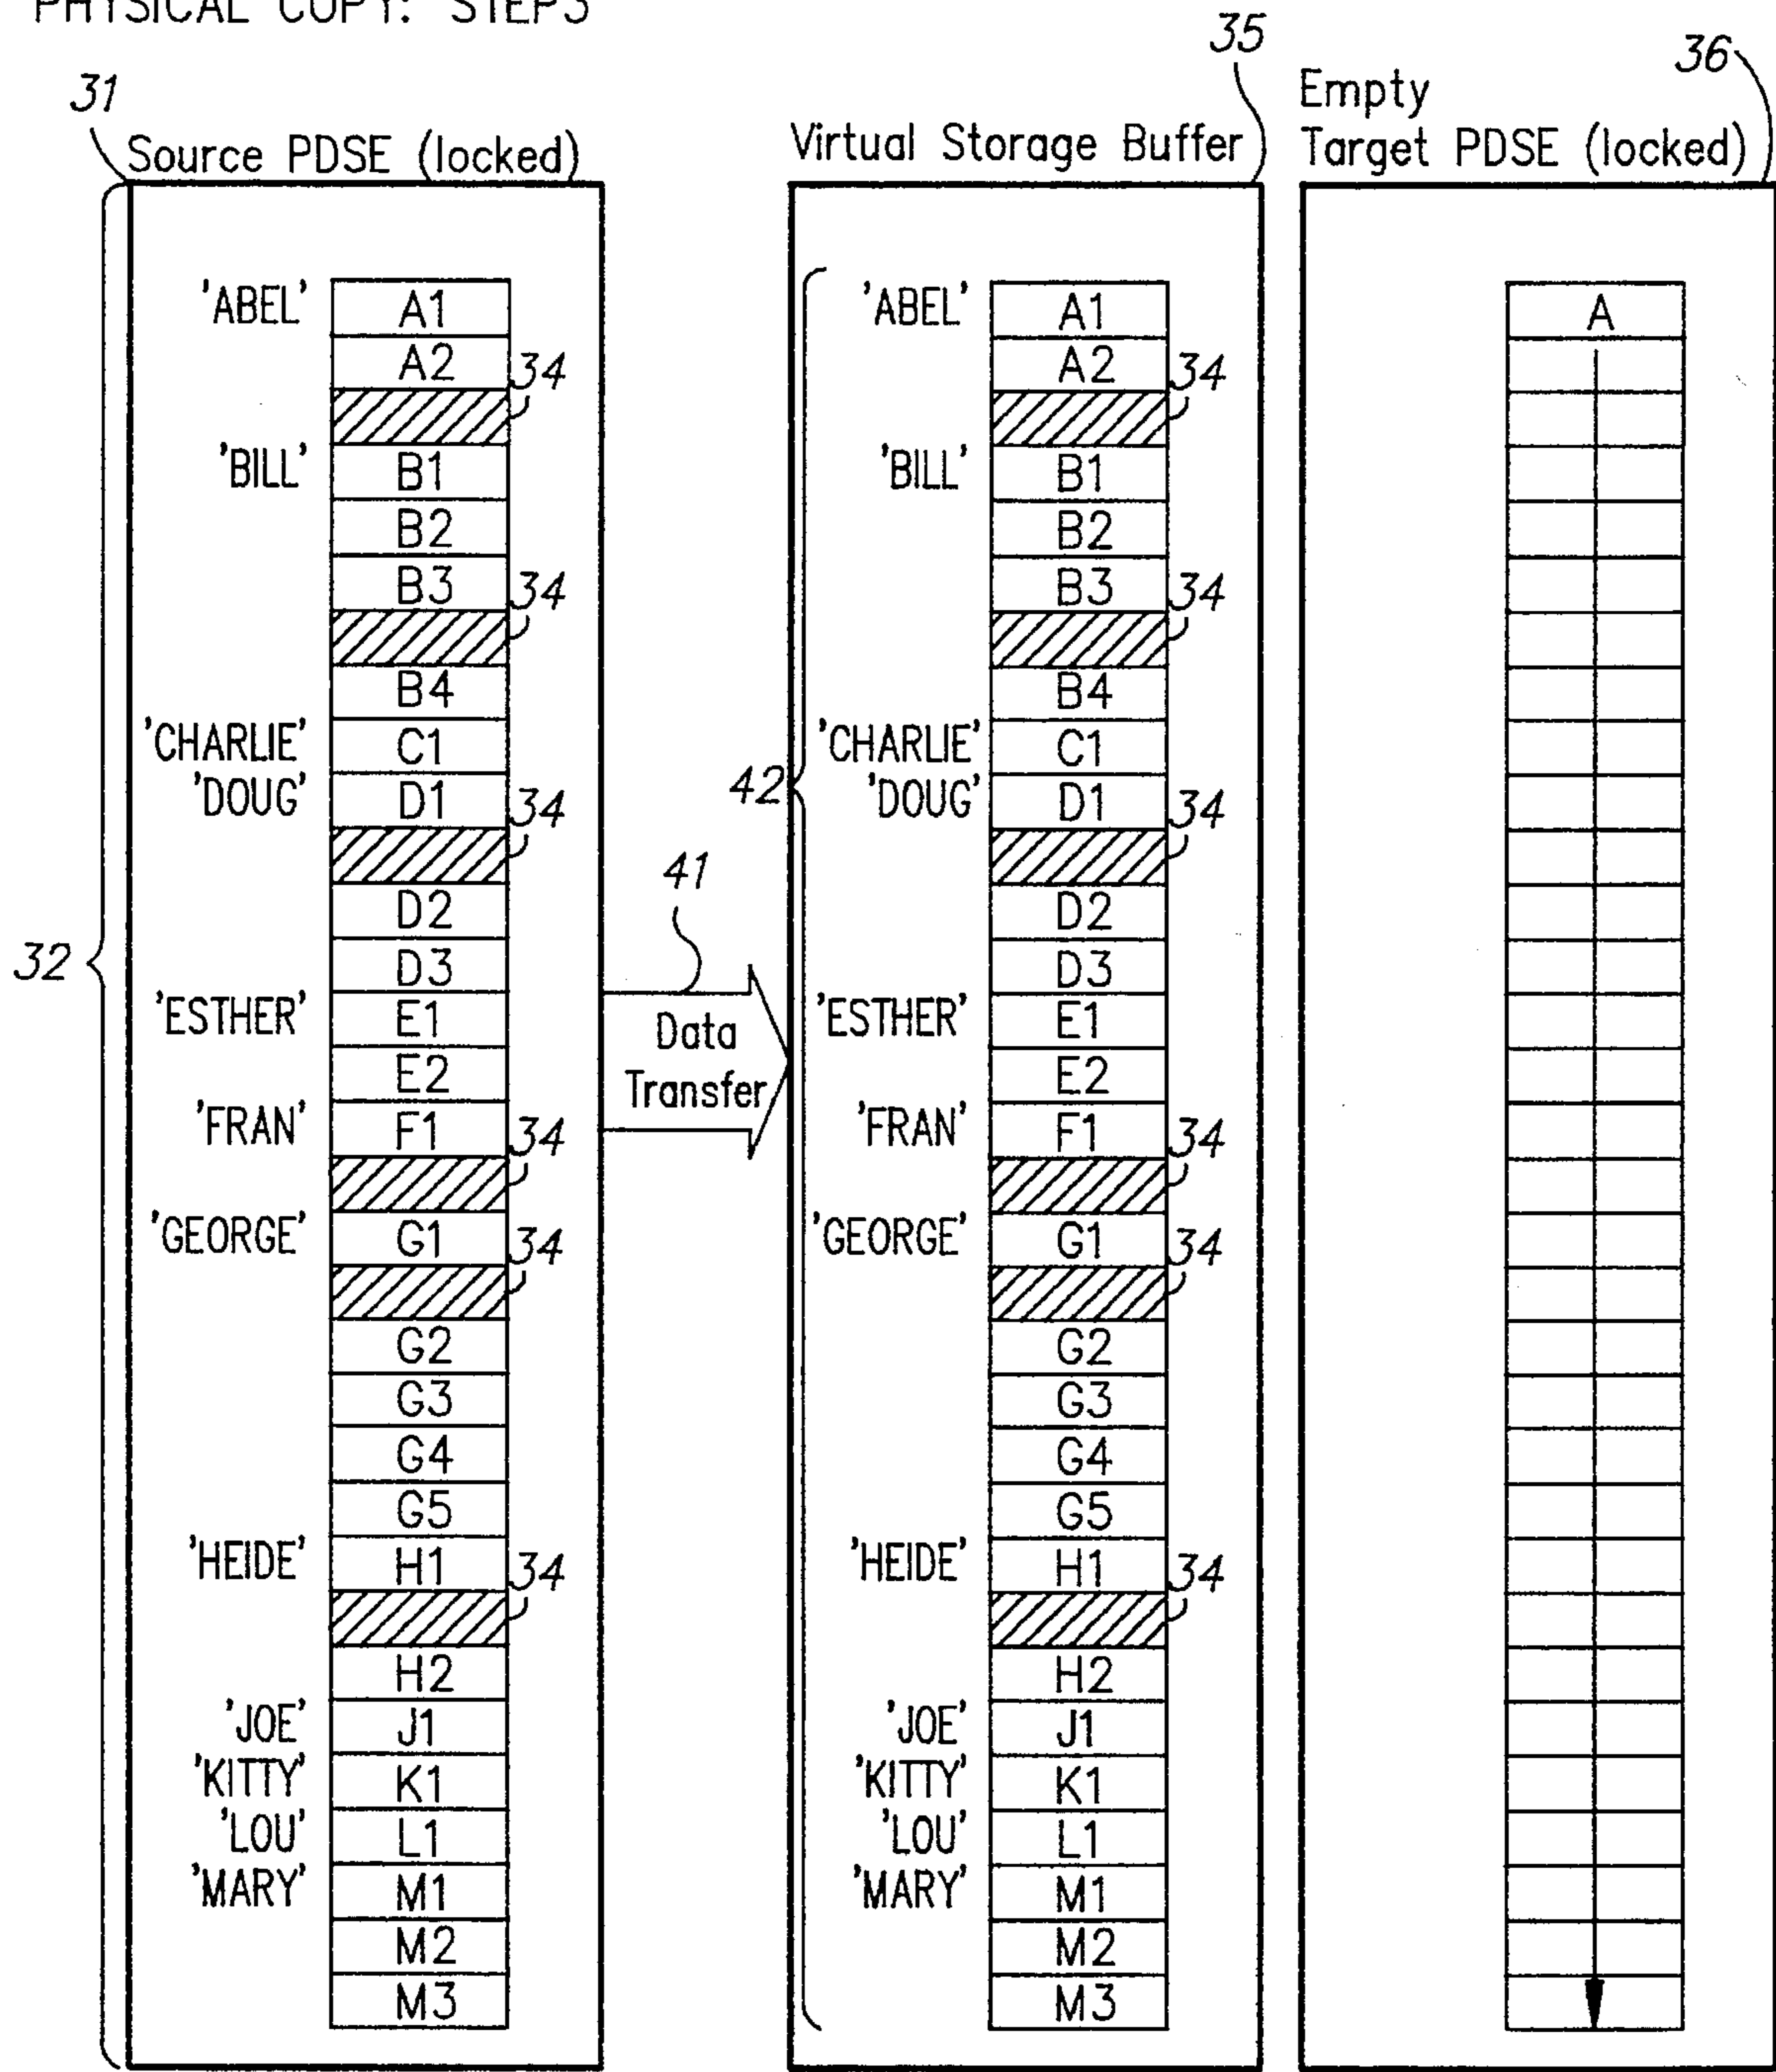 PHYSICAL COPY: STEP3
31
Source PDSE (locked)
32
'ABEL' A1
A2
34
'BILL' B1
B2
B3
34
B4
'CHARLIE' C1
'DOUG' D1
34
D2
D3
'ESTHER' E1
E2
'FRAN' F1
34
'GEORGE' G1
34
G2
G3
G4
G5
'HEIDE' H1
34
H2
'JOE' J1
'KITTY' K1
'LOU' L1
'MARY' M1
M2
M3
41
Data
Transfer
35
Virtual Storage Buffer
42
'ABEL' A1
A2
34
'BILL' B1
B2
B3
34
B4
'CHARLIE' C1
'DOUG' D1
34
D2
D3
'ESTHER' E1
E2
'FRAN' F1
34
'GEORGE' G1
34
G2
G3
G4
G5
'HEIDE' H1
34
H2
'JOE' J1
'KITTY' K1
'LOU' L1
'MARY' M1
M2
M3
36
Empty
Target PDSE (locked)
A